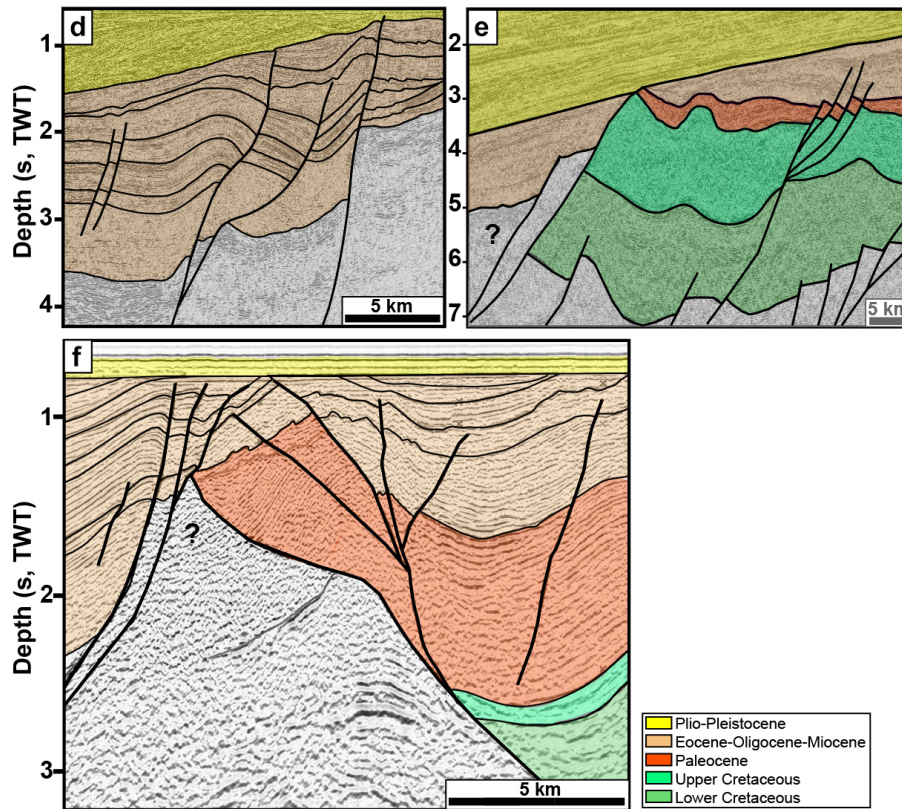 d
e
1
2
3
4
Depth (s, TWT)
5 km
2
3
4
5
6
7
?
5 km
f
1
2
3
Depth (s, TWT)
?
5 km
Plio-Pleistocene
Eocene-Oligocene-Miocene
Paleocene
Upper Cretaceous
Lower Cretaceous